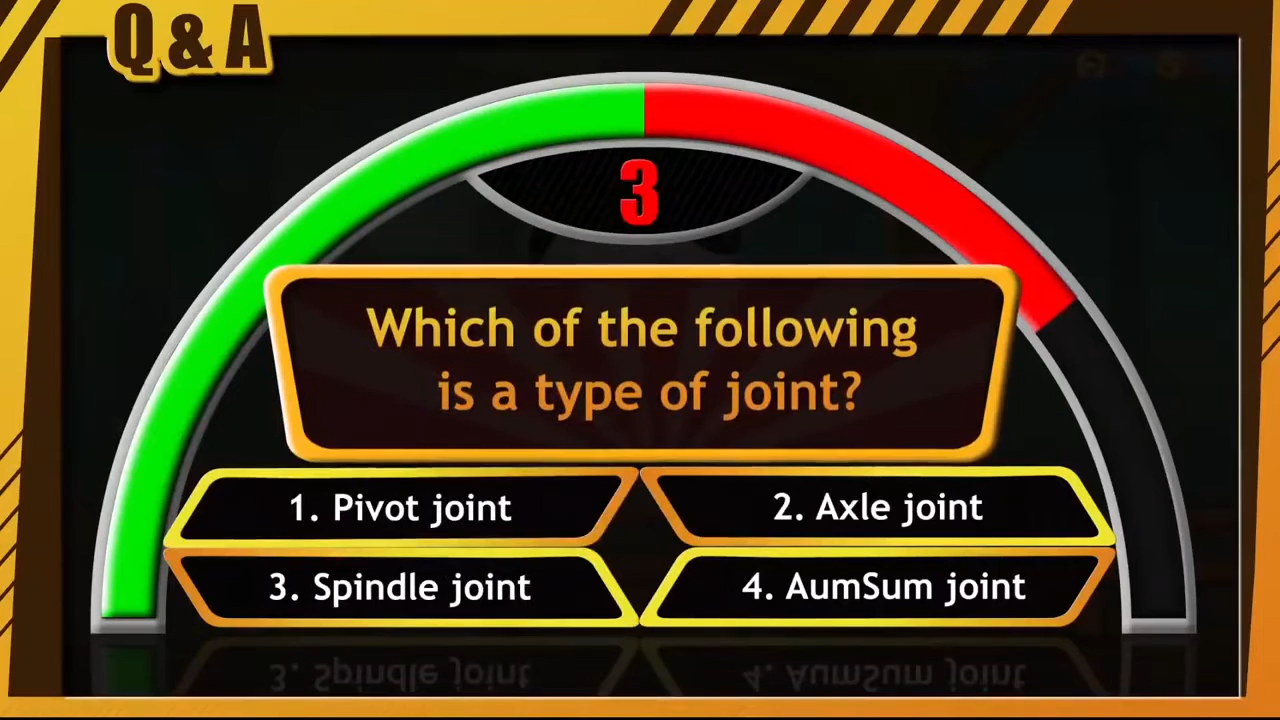 Q & A
3
Which of the following
is a type of joint?
1. Pivot joint
2. Axle joint
3. Spindle joint
4. AumSum joint